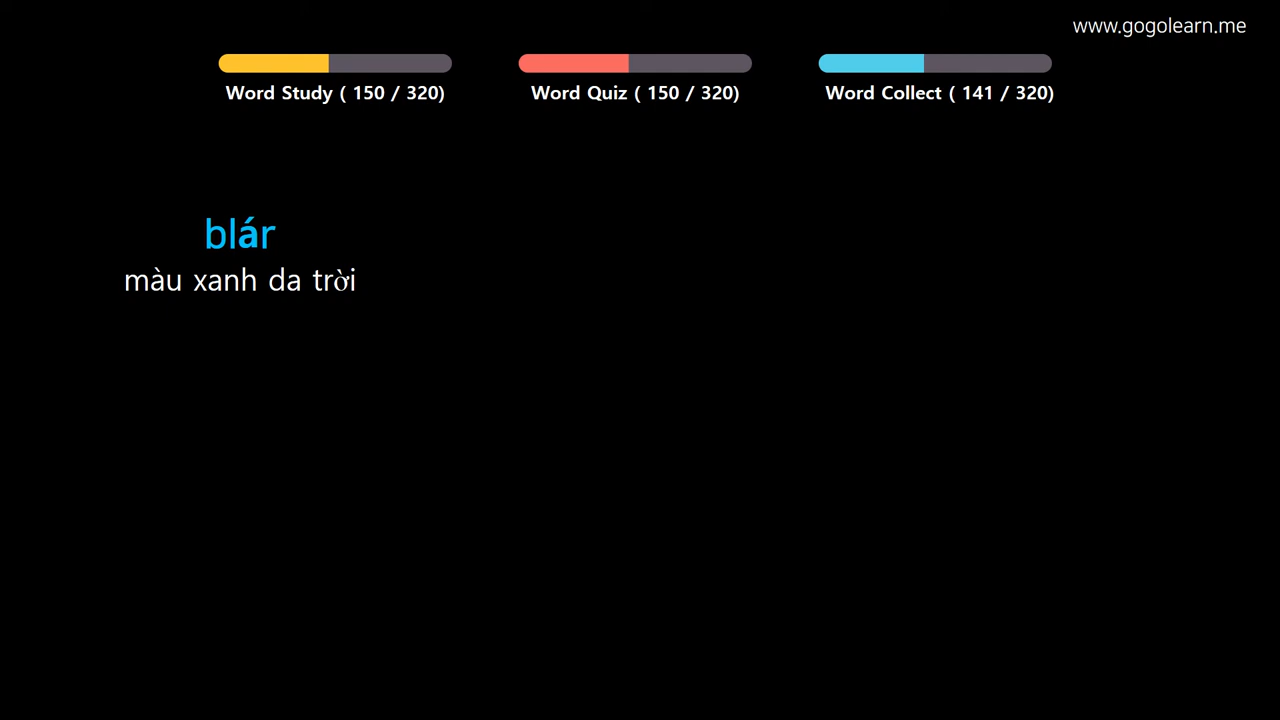 www.gogolearn.me
Word Study ( 150 / 320)
Word Quiz ( 150 / 320)
Word Collect ( 141 / 320)
blár
màu xanh da trời